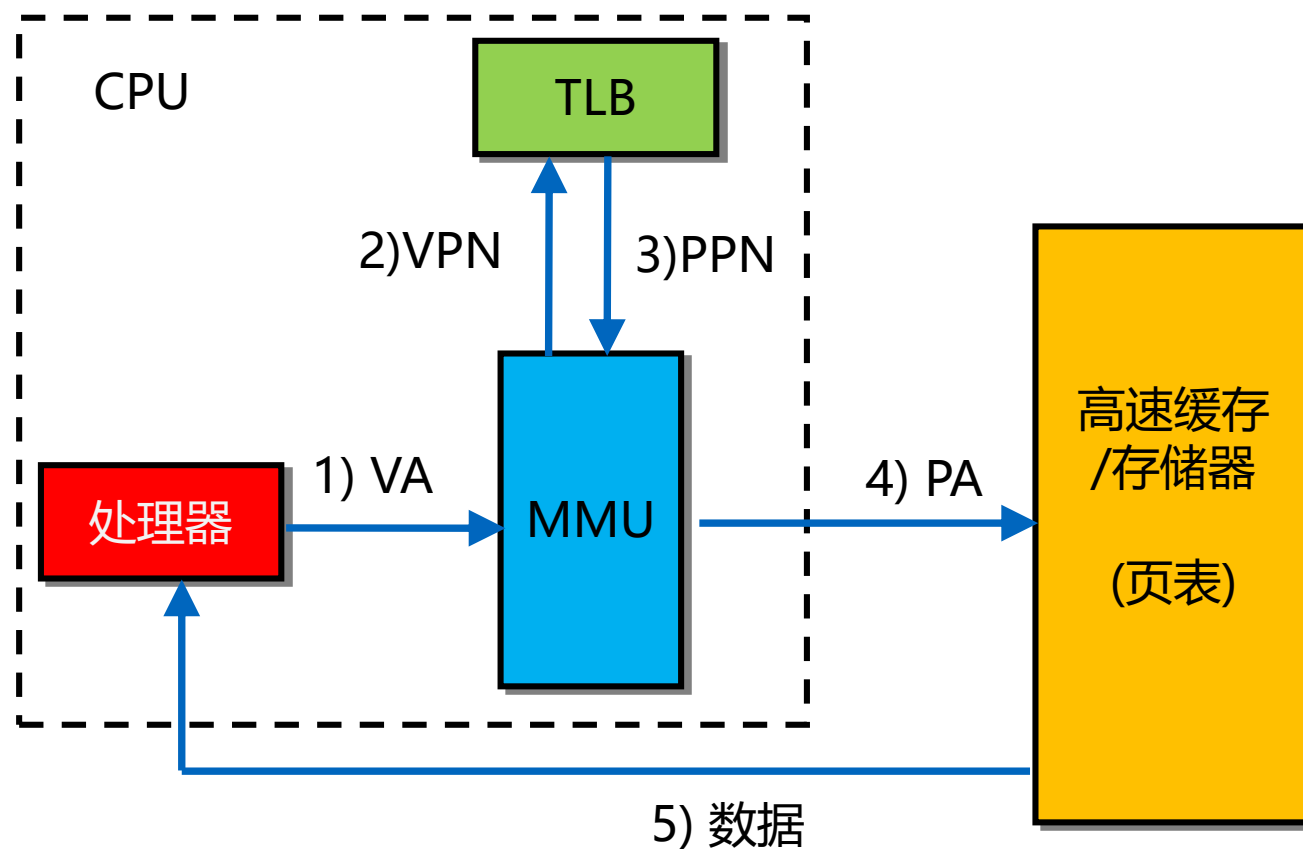 CPU
TLB
2)VPN
3)PPN
处理器
1) VA
MMU
4) PA
高速缓存
/存储器
(页表)
5) 数据